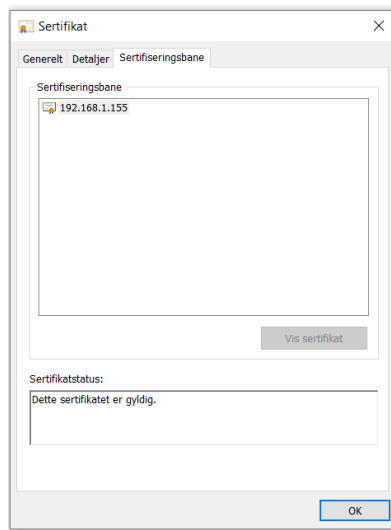 Sertifikat
Generelt Detaljer Sertifiseringsbane
Sertifiseringsbane
192.168.1.155
Vis sertifikat
Sertifikatstatus:
Dette sertifikatet er gyldig.
OK